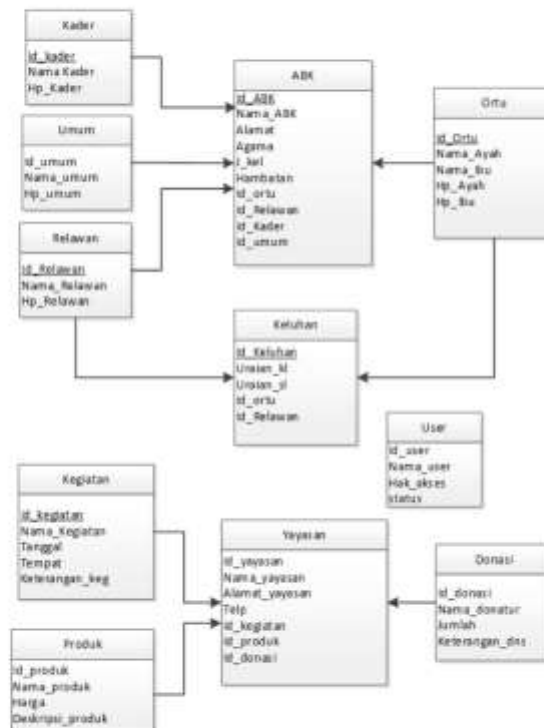 Kader
Id_kader
Nama Kader
Hp_Kader
Umum
Id_umum
Nama_umum
Hp_umum
Relawan
Id_Relawan
Nama_Relawan
Hp_Relawan
ABK
Id_ABK
Nama_ABK
Alamat
Agama
J_kel
Hambatan
Id_ortu
Id_Relawan
Id_Kader
Id_umum
Ortu
Id_Ortu
Nama_Ayah
Nama_Ibu
Hp_Ayah
Hp_Ibu
Keluhan
Id_Keluhan
Uraian_kl
Uraian_sl
Id_ortu
Id_Relawan
User
Id_user
Nama_user
Hak_akses
status
Kegiatan
Id_kegiatan
Nama_Kegiatan
Tanggal
Tempat
Keterangan_keg
Yayasan
Id_yayasan
Nama_yayasan
Alamat_yayasan
Telp
Id_kegiatan
Id_produk
Id_donasi
Donasi
Id_donasi
Nama_donatur
Jumlah
Keterangan_dns
Produk
Id_produk
Nama_produk
Harga
Deskripsi_produk